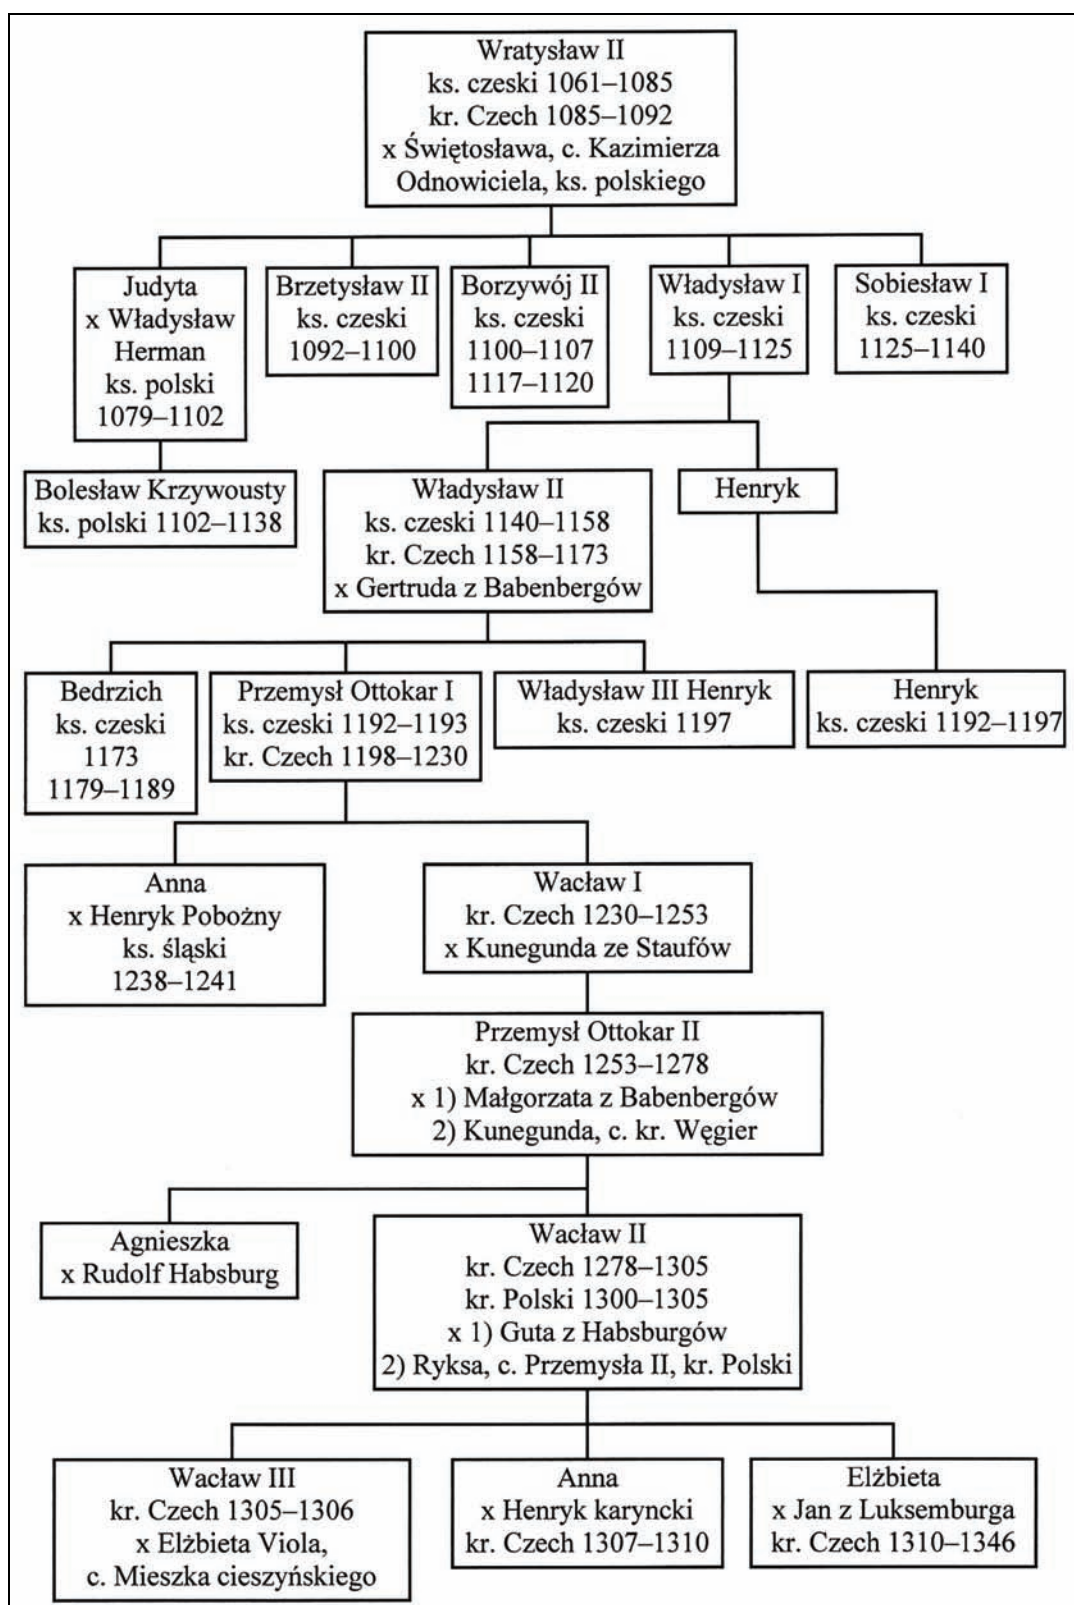 Wratysław II
ks. czeski 1061–1085
kr. Czech 1085–1092
x Świętosława, c. Kazimierza
Odnowiciela, ks. polskiego
Judyta
x Władysław
Herman
ks. polski
1079–1102
Brzetysław II
ks. czeski
1092–1100
Borzywój II
ks. czeski
1100–1107
1117–1120
Władysław I
ks. czeski
1109–1125
Sobiesław I
ks. czeski
1125–1140
Bolesław Krzywousty
ks. polski 1102–1138
Władysław II
ks. czeski 1140–1158
kr. Czech 1158–1173
x Gertruda z Babenbergów
Henryk
Bedrzich
ks. czeski
1173
1179–1189
Przemysł Ottokar I
ks. czeski 1192–1193
kr. Czech 1198–1230
Władysław III Henryk
ks. czeski 1197
Henryk
ks. czeski 1192–1197
Anna
x Henryk Pobożny
ks. śląski
1238–1241
Wacław I
kr. Czech 1230–1253
x Kunegunda ze Staufów
Przemysł Ottokar II
kr. Czech 1253–1278
x 1) Małgorzata z Babenbergów
2) Kunegunda, c. kr. Węgier
Agnieszka
x Rudolf Habsburg
Wacław II
kr. Czech 1278–1305
kr. Polski 1300–1305
x 1) Guta z Habsburgów
2) Ryksa, c. Przemysła II, kr. Polski
Wacław III
kr. Czech 1305–1306
x Elżbieta Viola,
c. Mieszka cieszyńskiego
Anna
x Henryk karyncki
kr. Czech 1307–1310
Elżbieta
x Jan z Luksemburga
kr. Czech 1310–1346